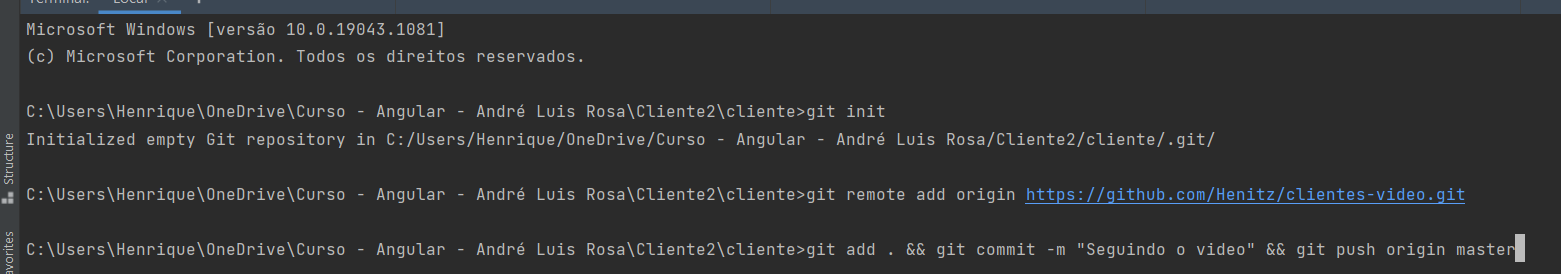 Terminal: Local × +
Microsoft Windows [versão 10.0.19043.1081]
(c) Microsoft Corporation. Todos os direitos reservados.
C:\Users\Henrique\OneDrive\Curso - Angular - André Luis Rosa\Cliente2\cliente>git init
Initialized empty Git repository in C:/Users/Henrique/OneDrive/Curso - Angular - André Luis Rosa/Cliente2/cliente/.git/
C:\Users\Henrique\OneDrive\Curso - Angular - André Luis Rosa\Cliente2\cliente>git remote add origin https://github.com/Henitz/clientes-video.git
C:\Users\Henrique\OneDrive\Curso - Angular - André Luis Rosa\Cliente2\cliente>git add . && git commit -m "Seguindo o video" && git push origin master
Structure
avorites